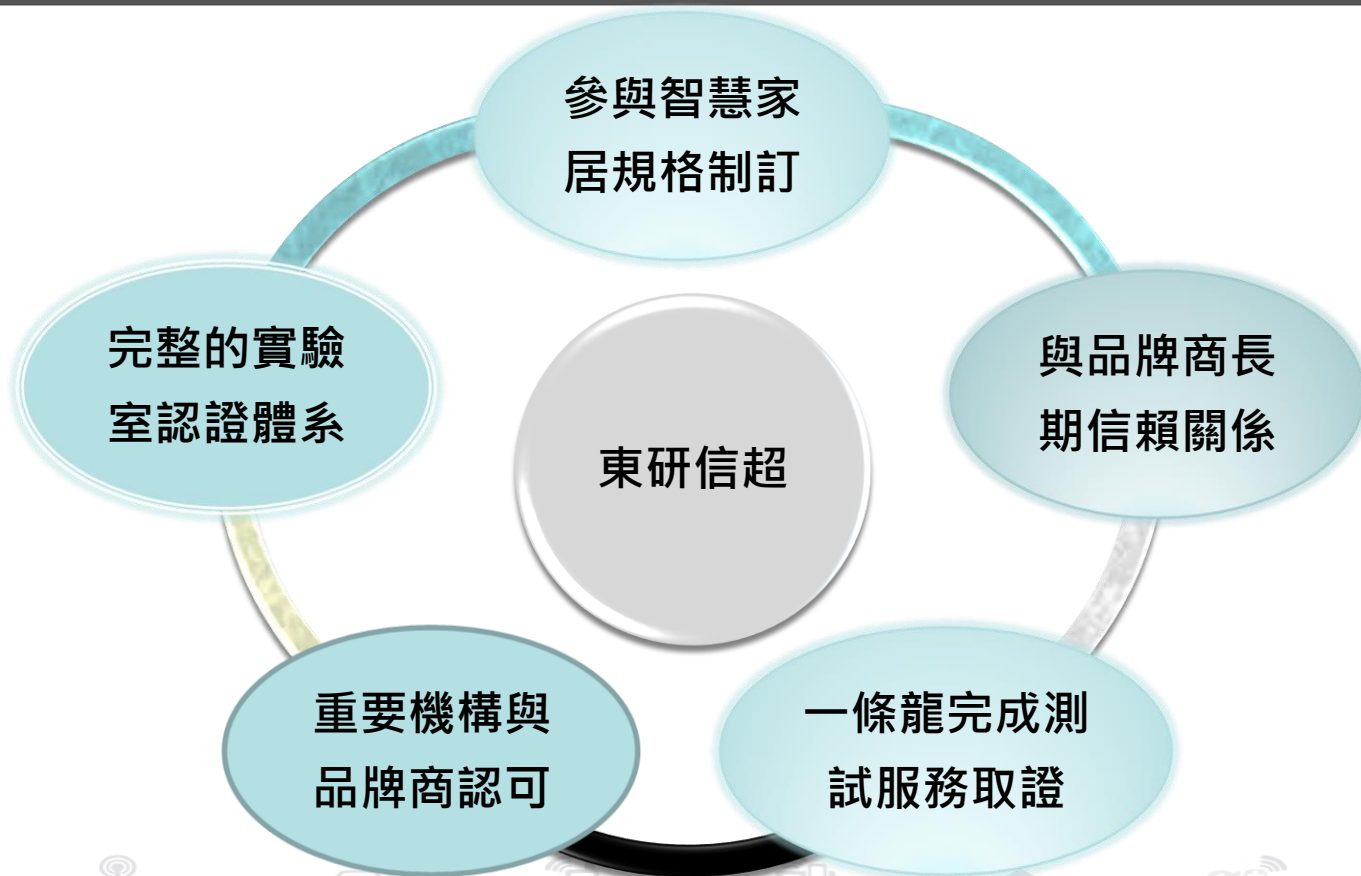 參與智慧家
居規格制訂
完整的實驗
室認證體系
與品牌商長
期信賴關係
東研信超
重要機構與
品牌商認可
一條龍完成測
試服務取證